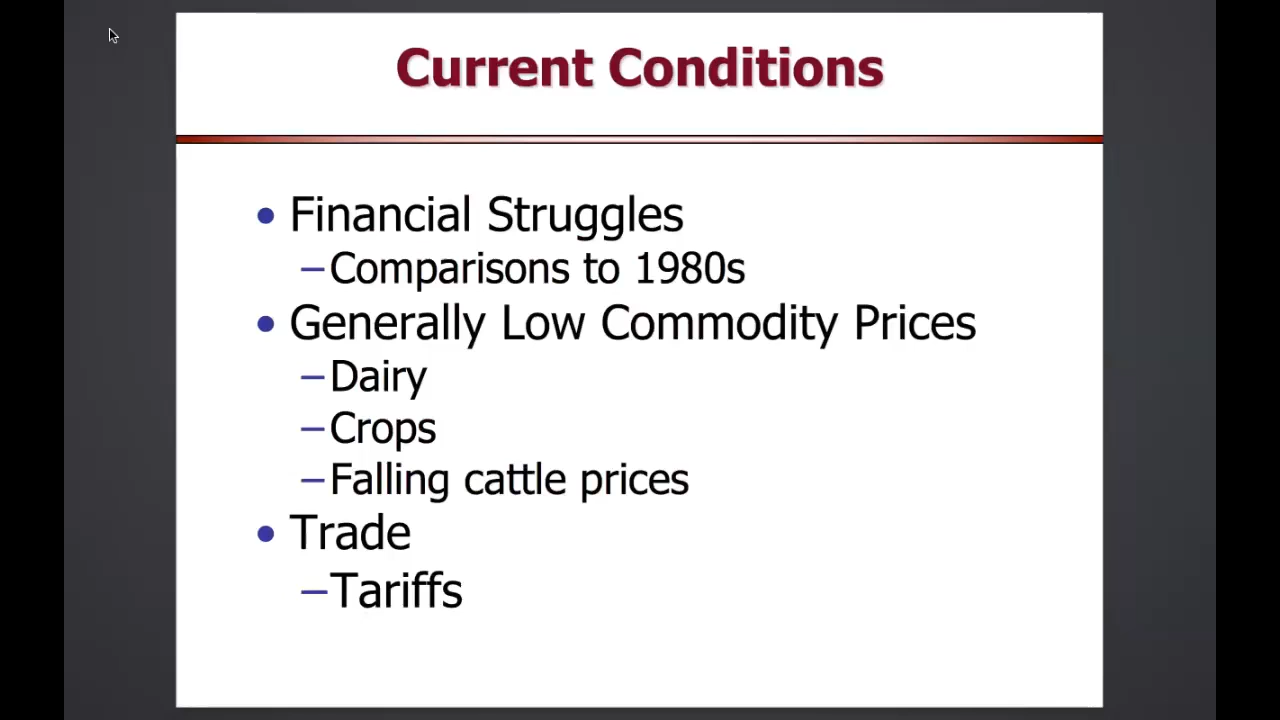 Current Conditions
• Financial Struggles
–Comparisons to 1980s
• Generally Low Commodity Prices
–Dairy
–Crops
–Falling cattle prices
• Trade
–Tariffs